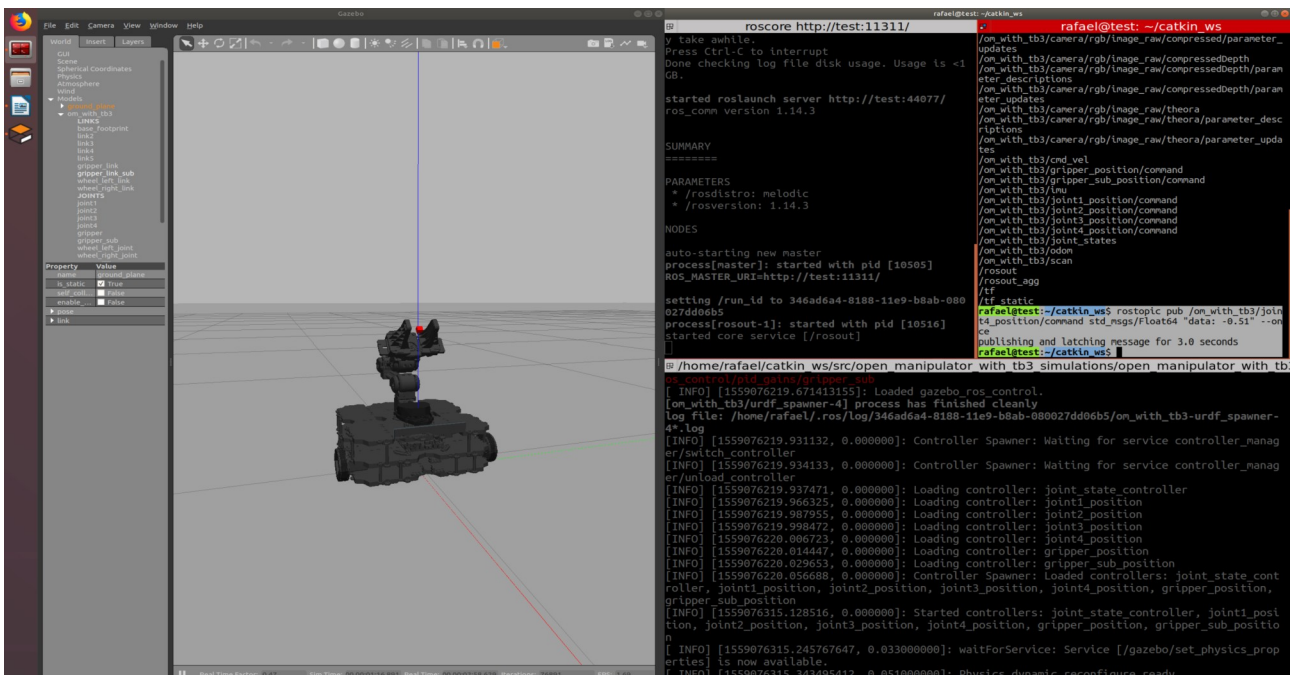 Gazebo
File Edit Camera View Window Help
World Insert Layers
GUI
Scene
Spherical Coordinates
Physics
Atmosphere
Wind
Models
ground_plane
om_with_tb3
LINKS
base_footprint
link2
link3
link4
link5
gripper_link
gripper_link_sub
wheel_left_link
wheel_right_link
JOINTS
joint1
joint2
joint3
joint4
gripper
gripper_sub
wheel_left_joint
wheel_right_joint
Property Value
name ground_plane
is_static True
self_coll... False
enable_... False
pose
link
rafael@test: ~/catkin_ws
roscore http://test:11311/
y take awhile.
Press Ctrl-C to interrupt
Done checking log file disk usage. Usage is <1
GB.
started roslaunch server http://test:44077/
ros_comm version 1.14.3
SUMMARY
========
PARAMETERS
* /rosdistro: melodic
* /rosversion: 1.14.3
NODES
auto-starting new master
process[master]: started with pid [10505]
ROS_MASTER_URI=http://test:11311/
setting /run_id to 346ad6a4-8188-11e9-b8ab-080
027dd06b5
process[rosout-1]: started with pid [10516]
started core service [/rosout]
rafael@test: ~/catkin_ws
/om_with_tb3/camera/rgb/image_raw/compressed/parameter_
updates
/om_with_tb3/camera/rgb/image_raw/compressedDepth
/om_with_tb3/camera/rgb/image_raw/compressedDepth/param
eter_descriptions
/om_with_tb3/camera/rgb/image_raw/compressedDepth/param
eter_updates
/om_with_tb3/camera/rgb/image_raw/theora
/om_with_tb3/camera/rgb/image_raw/theora/parameter_desc
riptions
/om_with_tb3/camera/rgb/image_raw/theora/parameter_upda
tes
/om_with_tb3/cmd_vel
/om_with_tb3/gripper_position/command
/om_with_tb3/gripper_sub_position/command
/om_with_tb3/imu
/om_with_tb3/joint1_position/command
/om_with_tb3/joint2_position/command
/om_with_tb3/joint3_position/command
/om_with_tb3/joint4_position/command
/om_with_tb3/joint_states
/om_with_tb3/odom
/om_with_tb3/scan
/rosout
/rosout_agg
/tf
/tf_static
rafael@test:~/catkin_ws$ rostopic pub /om_with_tb3/join
t4_position/command std_msgs/Float64 "data: -0.51" --on
ce
publishing and latching message for 3.0 seconds
rafael@test:~/catkin_ws$
/home/rafael/catkin_ws/src/open_manipulator_with_tb3_simulations/open_manipulator_with_tb3
os_control/pid_gains/gripper_sub
[ INFO] [1559076219.671413155]: Loaded gazebo_ros_control.
[om_with_tb3/urdf_spawner-4] process has finished cleanly
log file: /home/rafael/.ros/log/346ad6a4-8188-11e9-b8ab-080027dd06b5/om_with_tb3-urdf_spawner-
4*.log
[INFO] [1559076219.931132, 0.000000]: Controller Spawner: Waiting for service controller_manag
er/switch_controller
[INFO] [1559076219.934133, 0.000000]: Controller Spawner: Waiting for service controller_manag
er/unload_controller
[INFO] [1559076219.937471, 0.000000]: Loading controller: joint_state_controller
[INFO] [1559076219.966325, 0.000000]: Loading controller: joint1_position
[INFO] [1559076219.987955, 0.000000]: Loading controller: joint2_position
[INFO] [1559076219.998472, 0.000000]: Loading controller: joint3_position
[INFO] [1559076220.006723, 0.000000]: Loading controller: joint4_position
[INFO] [1559076220.014447, 0.000000]: Loading controller: gripper_position
[INFO] [1559076220.029653, 0.000000]: Loading controller: gripper_sub_position
[INFO] [1559076220.056688, 0.000000]: Controller Spawner: Loaded controllers: joint_state_cont
roller, joint1_position, joint2_position, joint3_position, joint4_position, gripper_position,
gripper_sub_position
[INFO] [1559076315.128516, 0.000000]: Started controllers: joint_state_controller, joint1_posi
tion, joint2_position, joint3_position, joint4_position, gripper_position, gripper_sub_positio
n
[ INFO] [1559076315.245767647, 0.033000000]: waitForService: Service [/gazebo/set_physics_prop
erties] is now available.
[ INFO] [1559076315.343495412, 0.051000000]: Physics dynamic reconfigure ready.